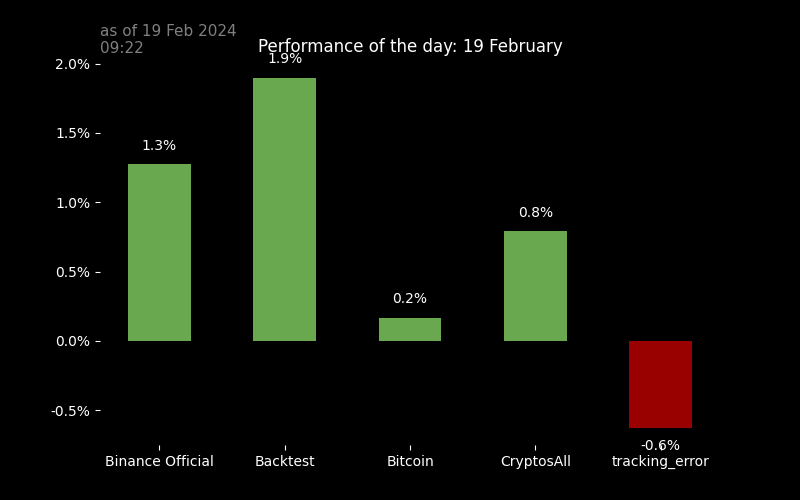 as of 19 Feb 2024
09:22
Performance of the day: 19 February
2.0%
1.5%
1.0%
0.5%
0.0%
-0.5%
1.3%
1.9%
0.2%
0.8%
-0.6%
Binance Official
Backtest
Bitcoin
CryptosAll
tracking_error